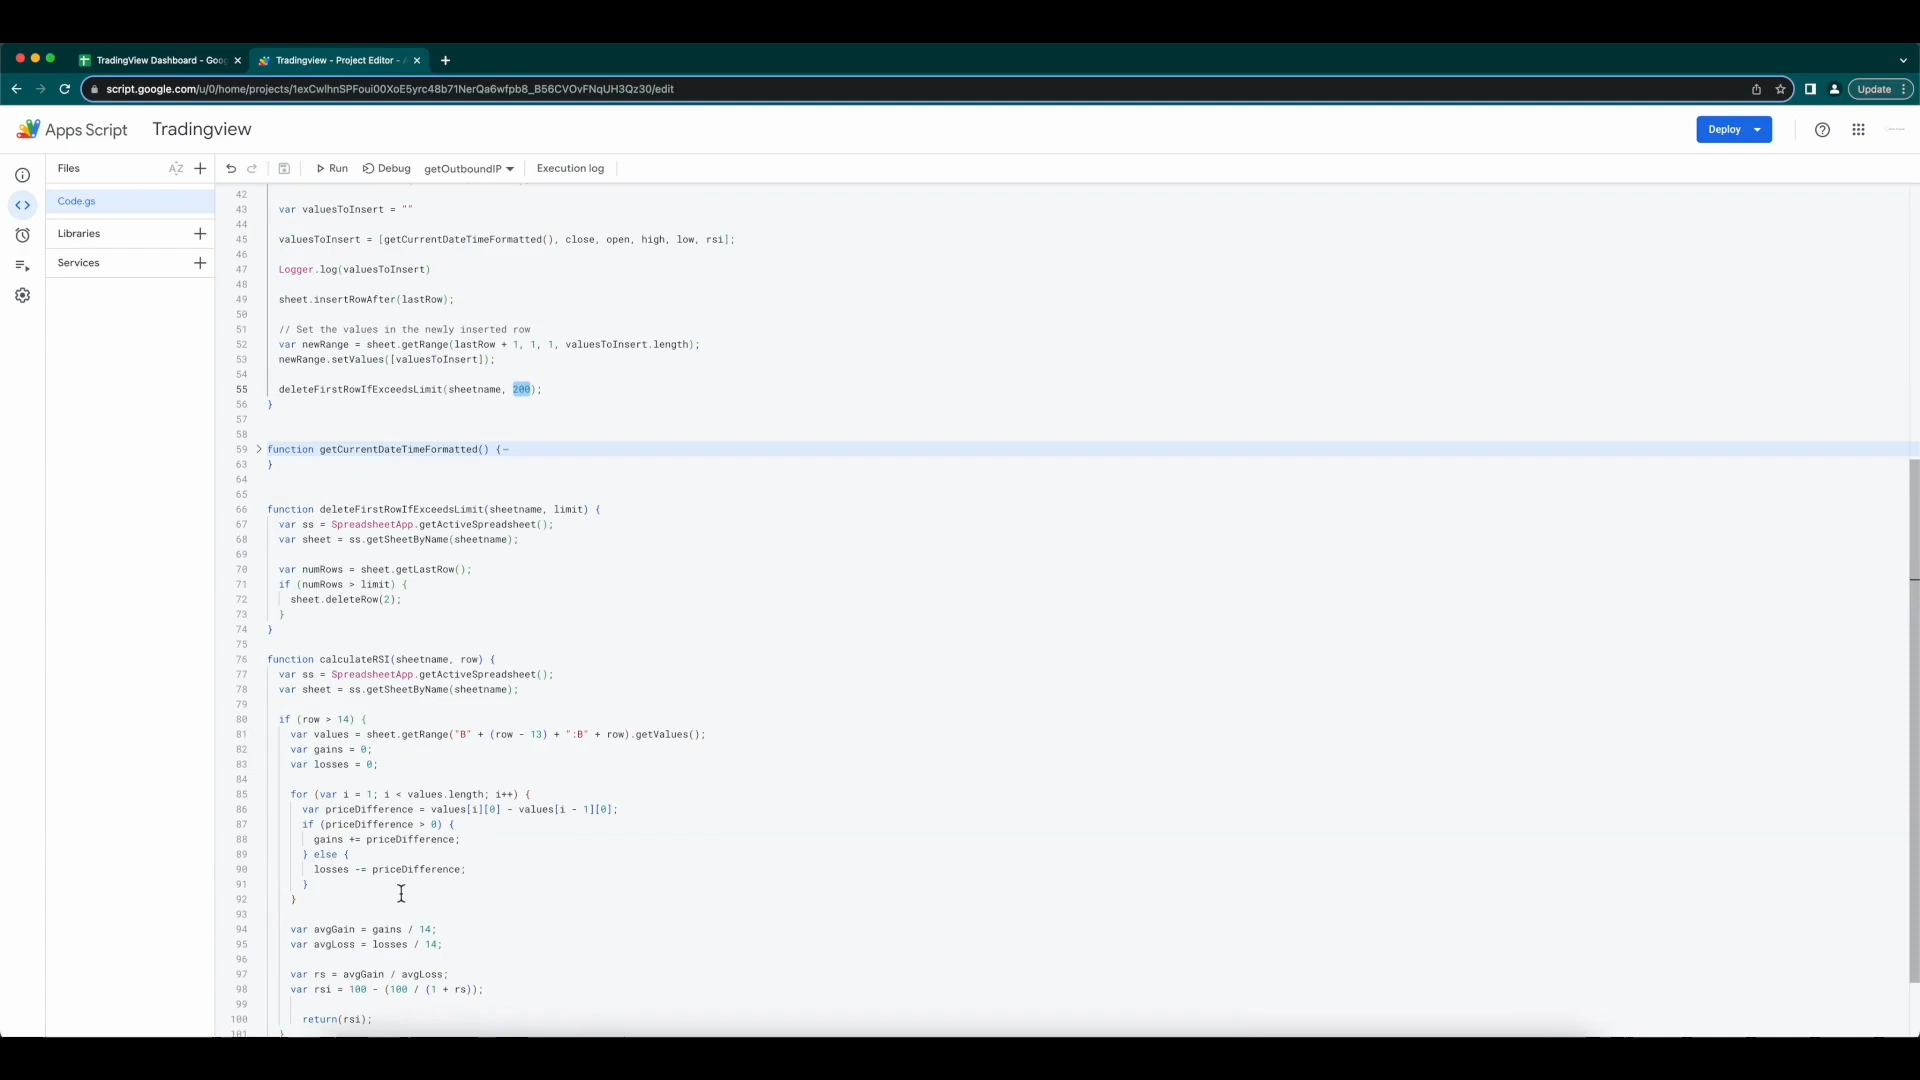 TradingView Dashboard - Goog
Tradingview - Project Editor - A
script.google.com/u/0/home/projects/1exCwlhnSPFoui00XoE5yrc48b71NerQa6wfpb8_B56CVOvFNqUH3Qz30/edit
Update
Apps Script
Tradingview
Deploy
Files
AZ
Run
Debug
getOutboundIP
Execution log
Code.gs
Libraries
Services
42
43 var valuesToInsert = ""
44
45 valuesToInsert = [getCurrentDateTimeFormatted(), close, open, high, low, rsi];
46
47 Logger.log(valuesToInsert)
48
49 sheet.insertRowAfter(lastRow);
50
51 // Set the values in the newly inserted row
52 var newRange = sheet.getRange(lastRow + 1, 1, 1, valuesToInsert.length);
53 newRange.setValues([valuesToInsert]);
54
55 deleteFirstRowIfExceedsLimit(sheetname, 200);
56 }
57
58
59 function getCurrentDateTimeFormatted() {
63 }
64
65
66 function deleteFirstRowIfExceedsLimit(sheetname, limit) {
67 var ss = SpreadsheetApp.getActiveSpreadsheet();
68 var sheet = ss.getSheetByName(sheetname);
69
70 var numRows = sheet.getLastRow();
71 if (numRows > limit) {
72 sheet.deleteRow(2);
73 }
74 }
75
76 function calculateRSI(sheetname, row) {
77 var ss = SpreadsheetApp.getActiveSpreadsheet();
78 var sheet = ss.getSheetByName(sheetname);
79
80 if (row > 14) {
81 var values = sheet.getRange("B" + (row - 13) + ":B" + row).getValues();
82 var gains = 0;
83 var losses = 0;
84
85 for (var i = 1; i < values.length; i++) {
86 var priceDifference = values[i][0] - values[i - 1][0];
87 if (priceDifference > 0) {
88 gains += priceDifference;
89 } else {
90 losses -= priceDifference;
91 }
92 }
93
94 var avgGain = gains / 14;
95 var avgLoss = losses / 14;
96
97 var rs = avgGain / avgLoss;
98 var rsi = 100 - (100 / (1 + rs));
99
100 return(rsi);
101 }